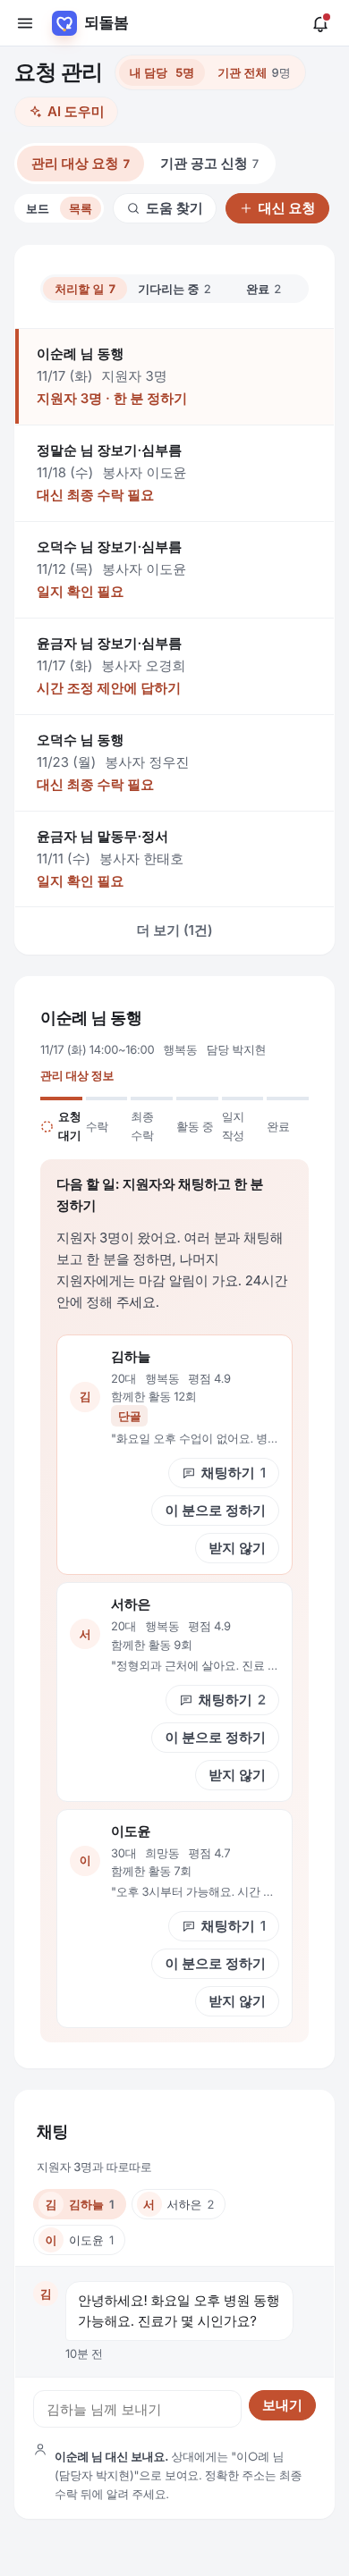 되돌봄
요청 관리
내 담당 5명
기관 전체 9명
AI 도우미
관리 대상 요청 7
기관 공고 신청 7
보드
목록
도움 찾기
대신 요청
처리할 일 7
기다리는 중 2
완료 2
이순례 님 동행
11/17 (화) 지원자 3명
지원자 3명 · 한 분 정하기
정말순 님 장보기·심부름
11/18 (수) 봉사자 이도윤
대신 최종 수락 필요
오덕수 님 장보기·심부름
11/12 (목) 봉사자 이도윤
일지 확인 필요
윤금자 님 장보기·심부름
11/17 (화) 봉사자 오경희
시간 조정 제안에 답하기
오덕수 님 동행
11/23 (월) 봉사자 정우진
대신 최종 수락 필요
윤금자 님 말동무·정서
11/11 (수) 봉사자 한태호
일지 확인 필요
더 보기 (1건)
이순례 님 동행
11/17 (화) 14:00~16:00 행복동 담당 박지현
관리 대상 정보
요청 대기
수락
최종 수락
활동 중
일지 작성
완료
다음 할 일: 지원자와 채팅하고 한 분
정하기
지원자 3명이 왔어요. 여러 분과 채팅해
보고 한 분을 정하면, 나머지
지원자에게는 마감 알림이 가요. 24시간
안에 정해 주세요.
김
김하늘
20대 행복동 평점 4.9
함께한 활동 12회
단골
"화요일 오후 수업이 없어요. 병...
채팅하기 1
이 분으로 정하기
받지 않기
서
서하은
20대 행복동 평점 4.9
함께한 활동 9회
"정형외과 근처에 살아요. 진료 ...
채팅하기 2
이 분으로 정하기
받지 않기
이
이도윤
30대 희망동 평점 4.7
함께한 활동 7회
"오후 3시부터 가능해요. 시간 ...
채팅하기 1
이 분으로 정하기
받지 않기
채팅
지원자 3명과 따로따로
김 김하늘 1
서 서하은 2
이 이도윤 1
김
안녕하세요! 화요일 오후 병원 동행
가능해요. 진료가 몇 시인가요?
10분 전
김하늘 님께 보내기
보내기
이순례 님 대신 보내요. 상대에게는 "이○례 님
(담당자 박지현)"으로 보여요. 정확한 주소는 최종
수락 뒤에 알려 주세요.